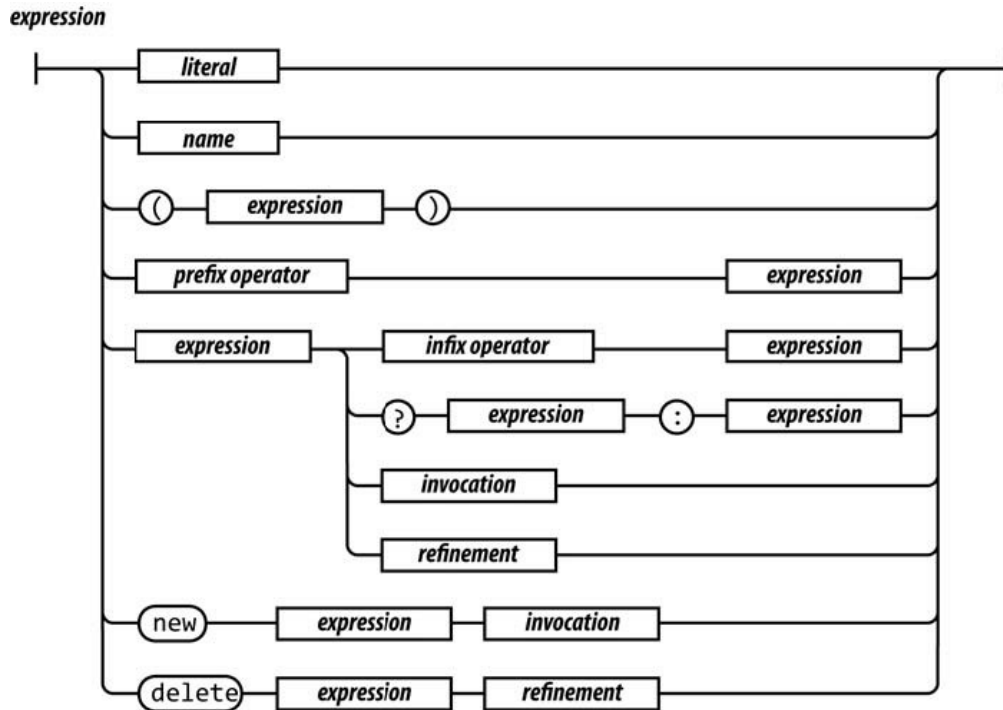 expression
literal
name
( expression )
prefix operator expression
expression infix operator expression
? expression : expression
invocation
refinement
new expression invocation
delete expression refinement